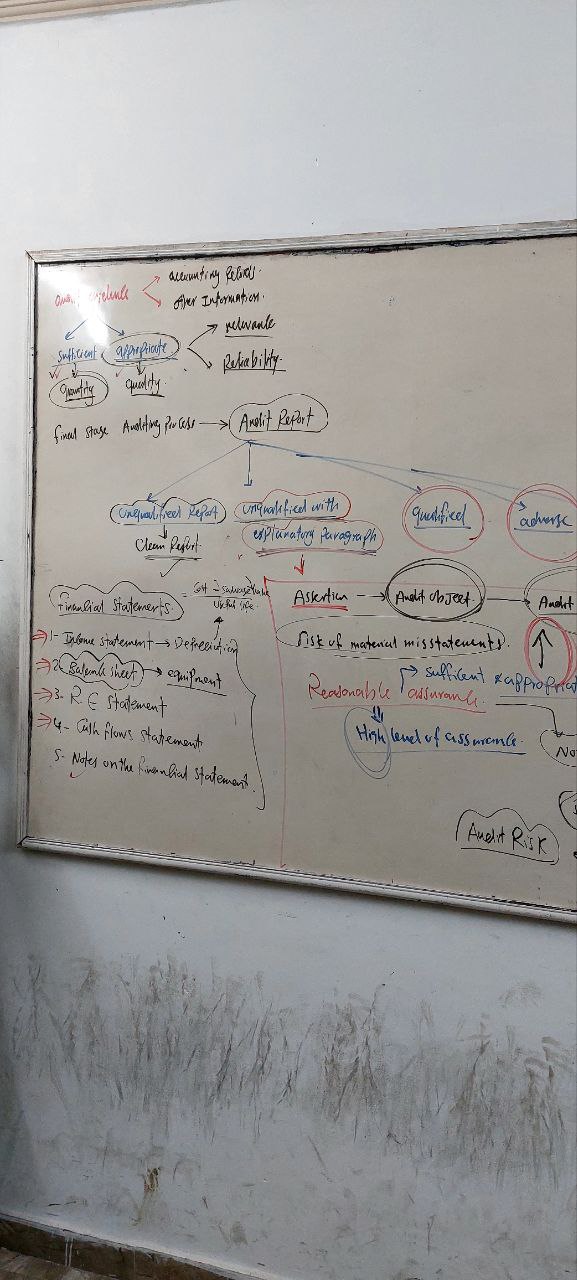 audit evidence
accounting Records.
other Information.
sufficient appropriate
relevance
Reliability.
quantity quality
final stage Auditing Process → Audit Report
Unqualified Report
Clean Report
unqualified with
explanatory paragraph
qualified
adverse
Financial statements.
Cost - salvage value
useful life.
1- Income statement → Depreciation
2- Balance sheet → equipment
3- R.E statement
4- Cash flows statement
5- Notes on the financial statement.
Assertion → Audit object → Audit
Risk of material misstatements.
Reasonable assurance.
sufficient & appropriat
High level of assurance.
No
Audit Risk